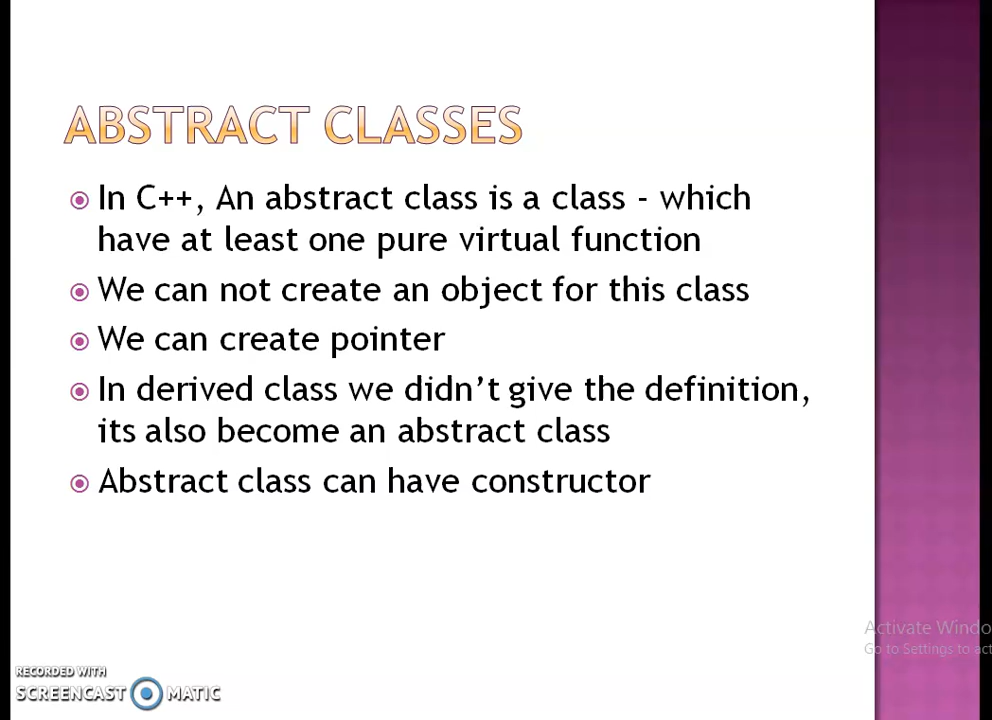 ABSTRACT CLASSES
In C++, An abstract class is a class - which
have at least one pure virtual function
We can not create an object for this class
We can create pointer
In derived class we didn't give the definition,
its also become an abstract class
Abstract class can have constructor
Activate Windo
Go to Settings to act
RECORDED WITH
SCREENCAST MATIC